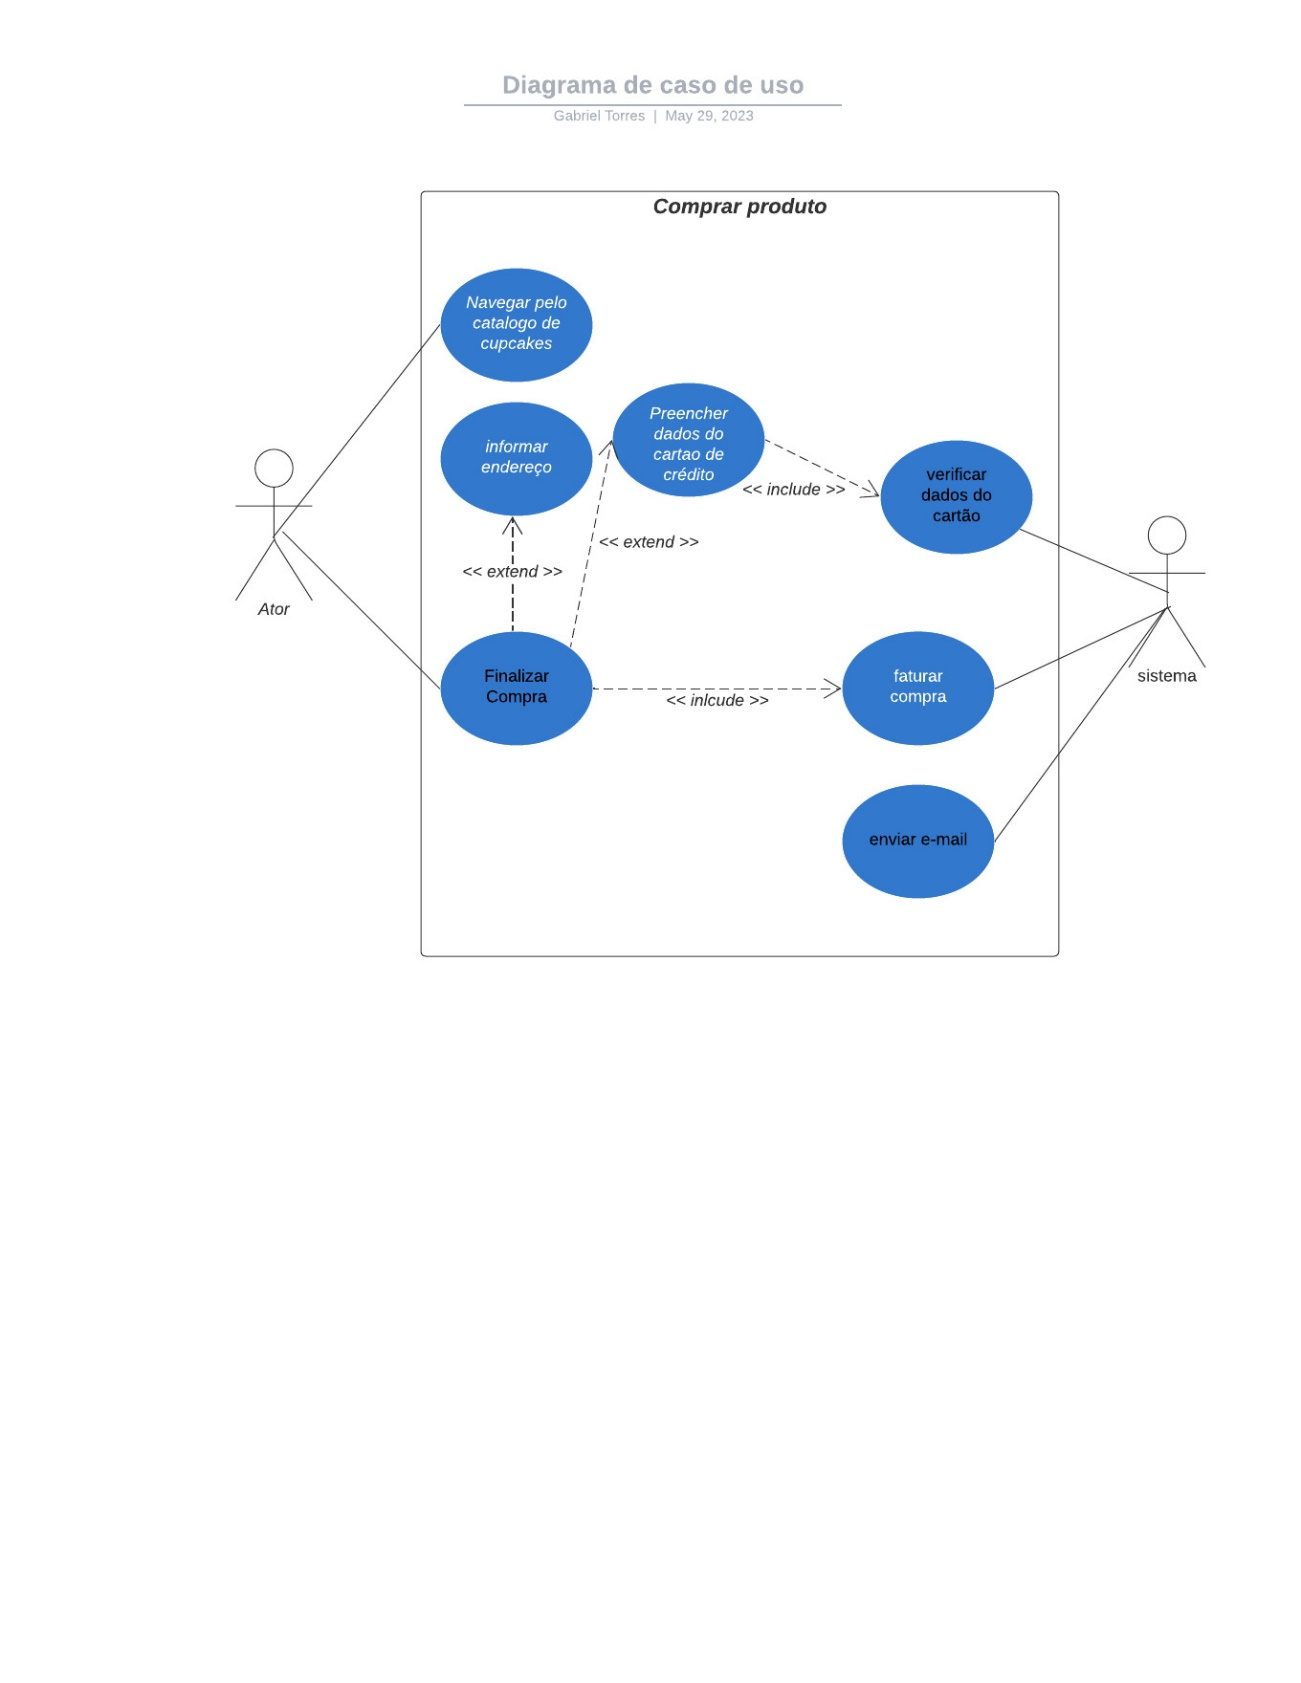 Diagrama de caso de uso
Gabriel Torres | May 29, 2023
Comprar produto
Navegar pelo
catalogo de
cupcakes
informar
endereço
Preencher
dados do
cartao de
crédito
<< include >>
verificar
dados do
cartão
<< extend >>
<< extend >>
Ator
Finalizar
Compra
<< inlcude >>
faturar
compra
sistema
enviar e-mail